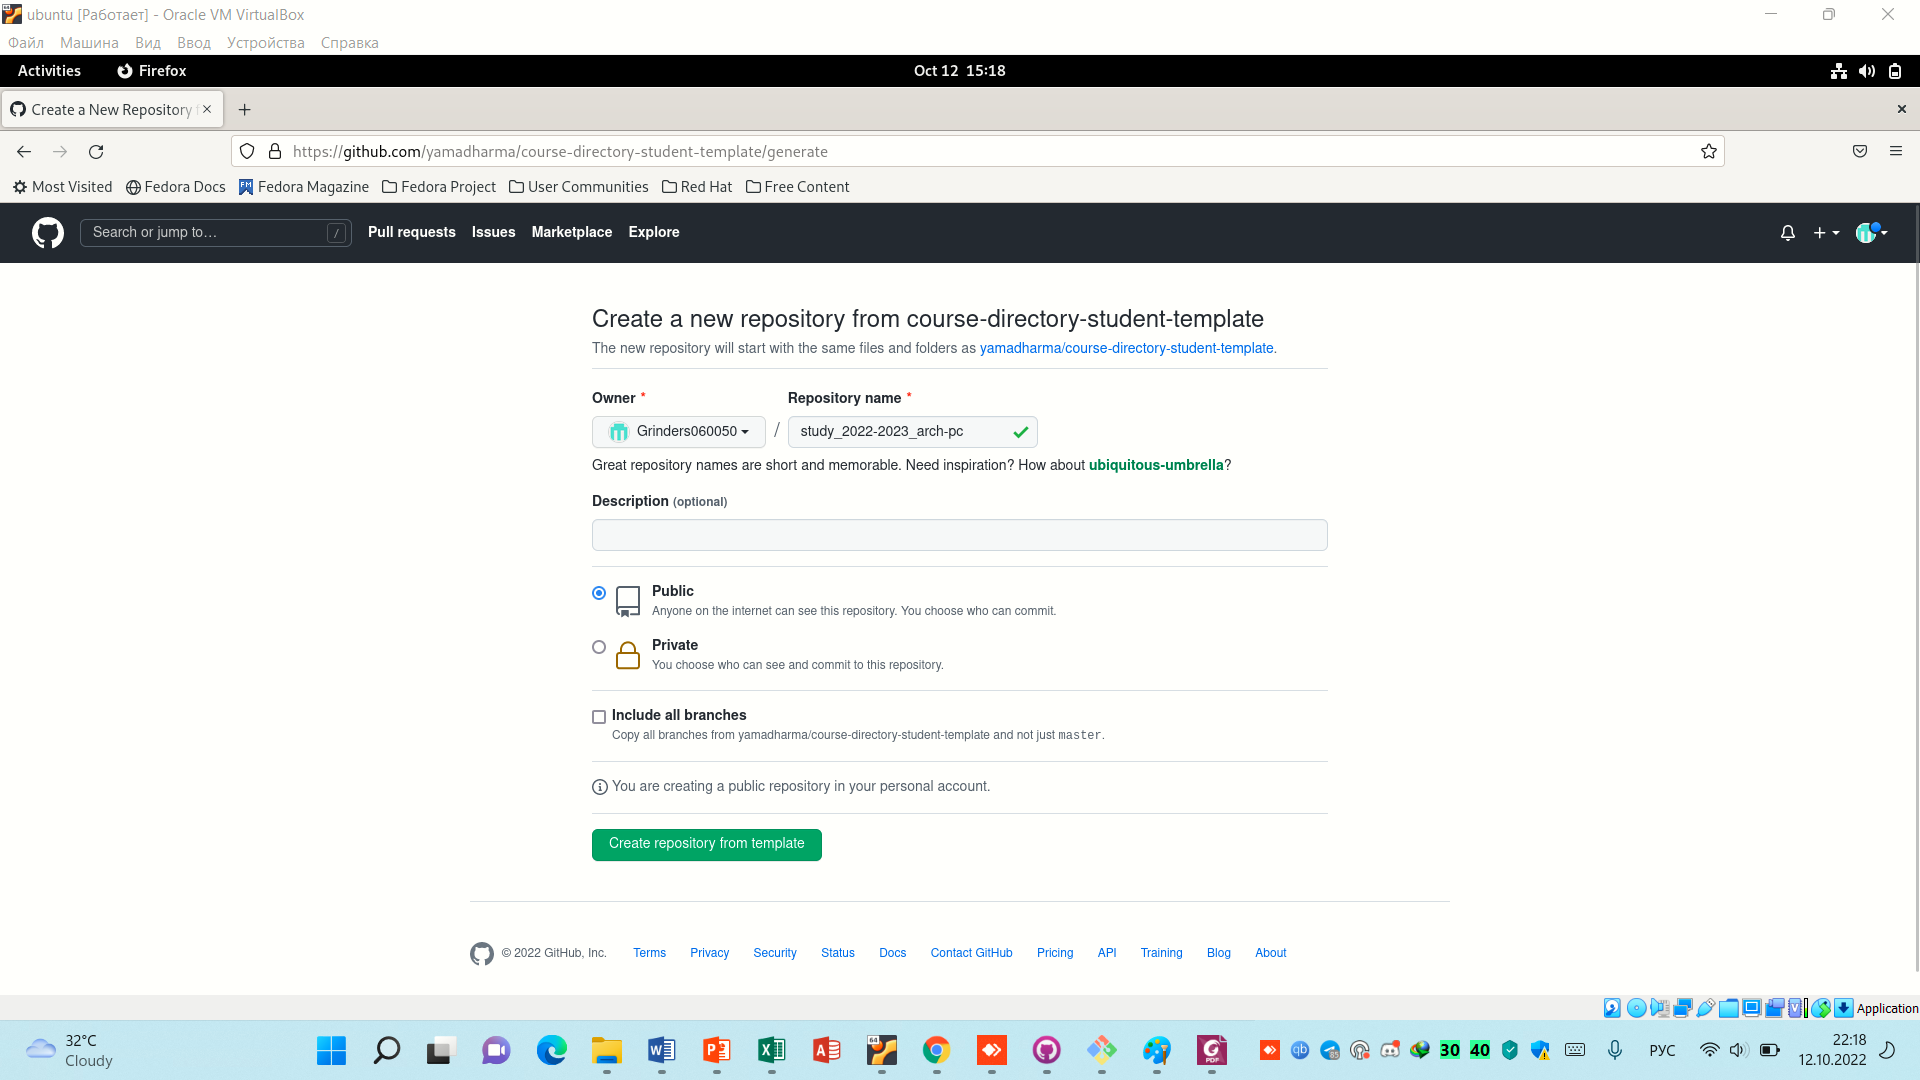 ubuntu [Работает] - Oracle VM VirtualBox
Файл Машина Вид Ввод Устройства Справка
Activities Firefox Oct 12 15:18
Create a New Repository
https://github.com/yamadharma/course-directory-student-template/generate
Most Visited Fedora Docs Fedora Magazine Fedora Project User Communities Red Hat Free Content
Search or jump to… / Pull requests Issues Marketplace Explore
Create a new repository from course-directory-student-template
The new repository will start with the same files and folders as yamadharma/course-directory-student-template.
Owner * Repository name *
Grinders060050 / study_2022-2023_arch-pc
Great repository names are short and memorable. Need inspiration? How about ubiquitous-umbrella?
Description (optional)
Public
Anyone on the internet can see this repository. You choose who can commit.
Private
You choose who can see and commit to this repository.
Include all branches
Copy all branches from yamadharma/course-directory-student-template and not just master.
You are creating a public repository in your personal account.
Create repository from template
© 2022 GitHub, Inc. Terms Privacy Security Status Docs Contact GitHub Pricing API Training Blog About
Application
32°C
Cloudy
30 40 РУС
22:18
12.10.2022